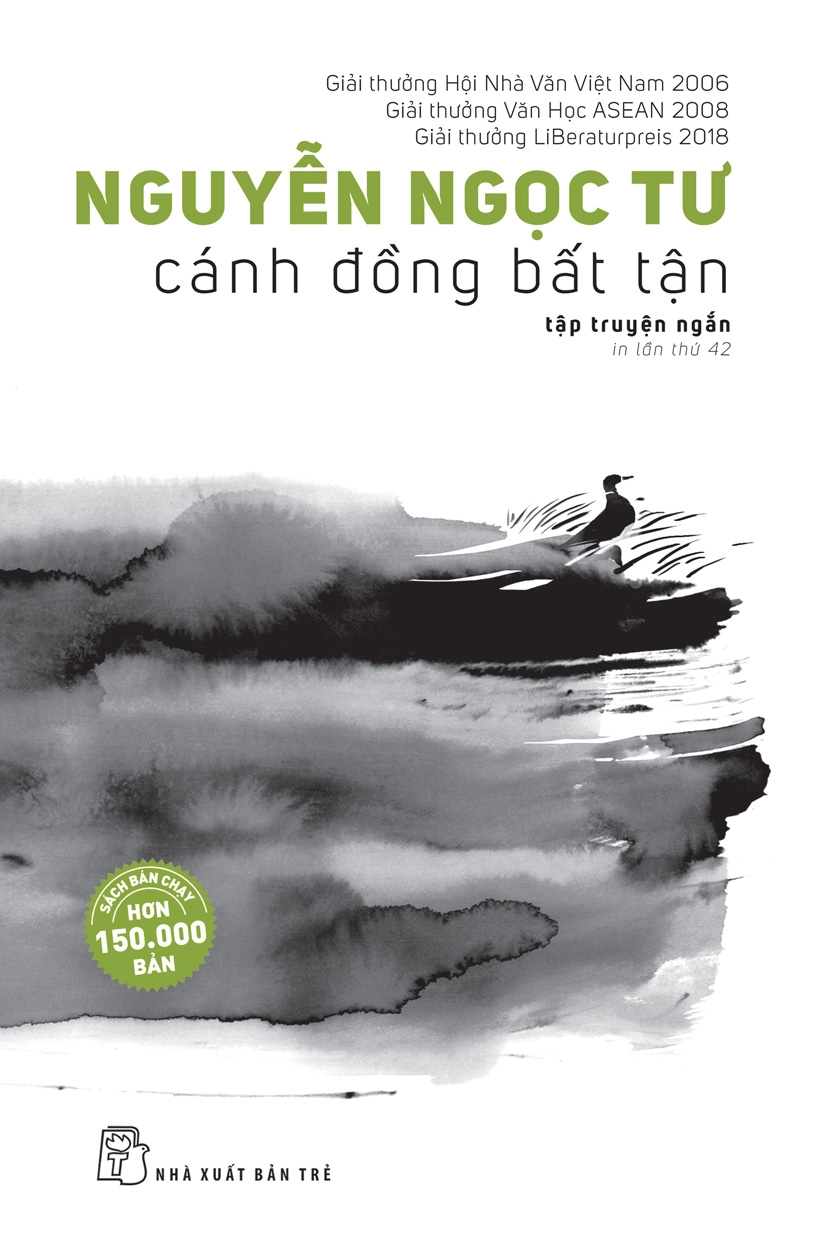 Giải thưởng Hội Nhà Văn Việt Nam 2006
Giải thưởng Văn Học ASEAN 2008
Giải thưởng LiBeraturpreis 2018
NGUYỄN NGỌC TƯ
cánh đồng bất tận
tập truyện ngắn
in lần thứ 42
SÁCH BÁN CHẠY
HƠN
150.000
BẢN
T
NHÀ XUẤT BẢN TRẺ